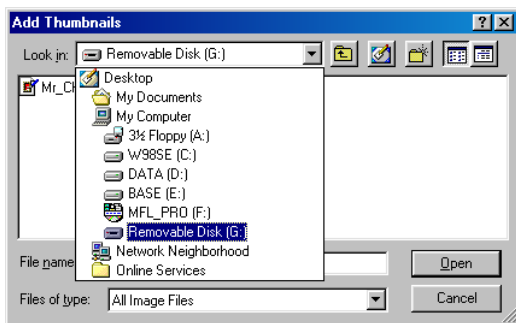 Add Thumbnails
Look in: Removable Disk (G:)
Desktop
My Documents
My Computer
3½ Floppy (A:)
W98SE (C:)
DATA (D:)
BASE (E:)
MFL_PRO (F:)
Removable Disk (G:
Network Neighborhood
Online Services
File name Open
Files of type: All Image Files Cancel